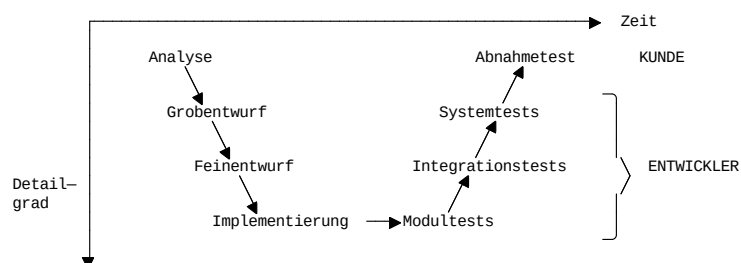 Zeit
Analyse
Abnahmetest
KUNDE
Grobentwurf
Systemtests
Feinentwurf
Integrationstests
ENTWICKLER
Detail—
grad
Implementierung
Modultests